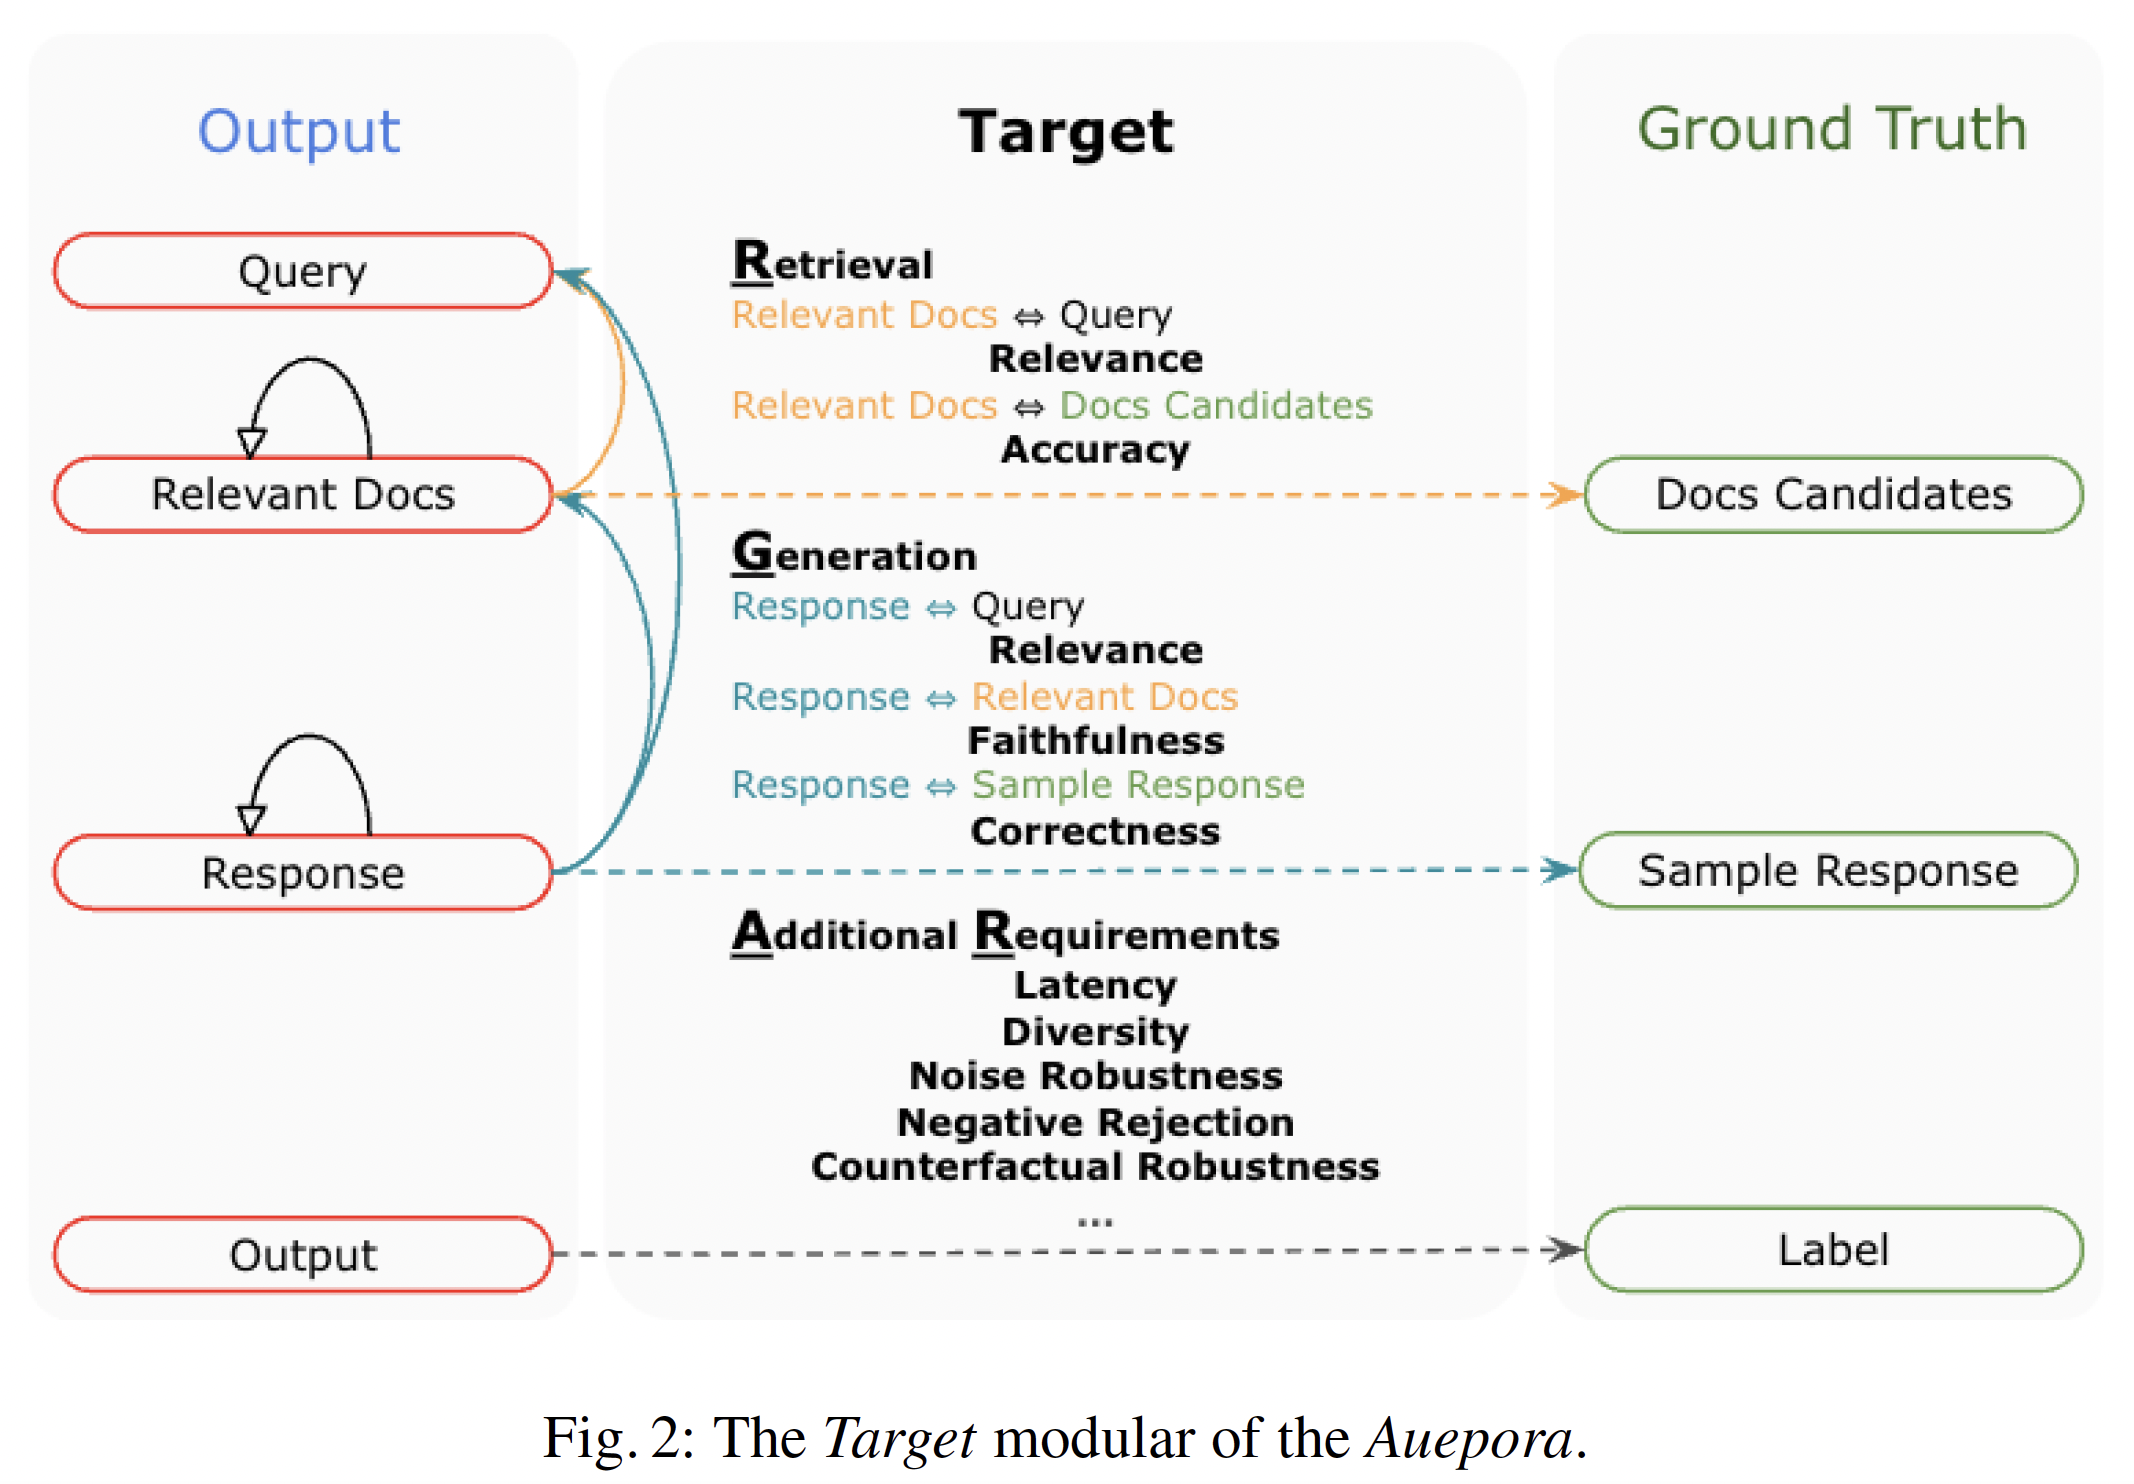 Output
Query
Relevant Docs
Response
Output
Target
Retrieval
Relevant Docs ⇔ Query
Relevance
Relevant Docs ⇔ Docs Candidates
Accuracy
Generation
Response ⇔ Query
Relevance
Response ⇔ Relevant Docs
Faithfulness
Response ⇔ Sample Response
Correctness
Additional Requirements
Latency
Diversity
Noise Robustness
Negative Rejection
Counterfactual Robustness
...
Ground Truth
Docs Candidates
Sample Response
Label
Fig. 2: The Target modular of the Auepora.